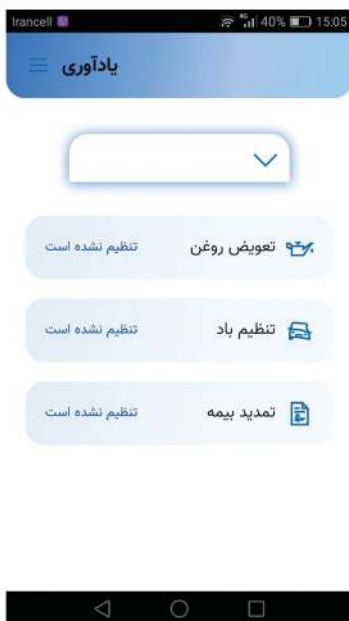 Irancell 4G 40% 15:05
یادآوری
تعویض روغن تنظیم نشده است
تنظیم باد تنظیم نشده است
تمدید بیمه تنظیم نشده است